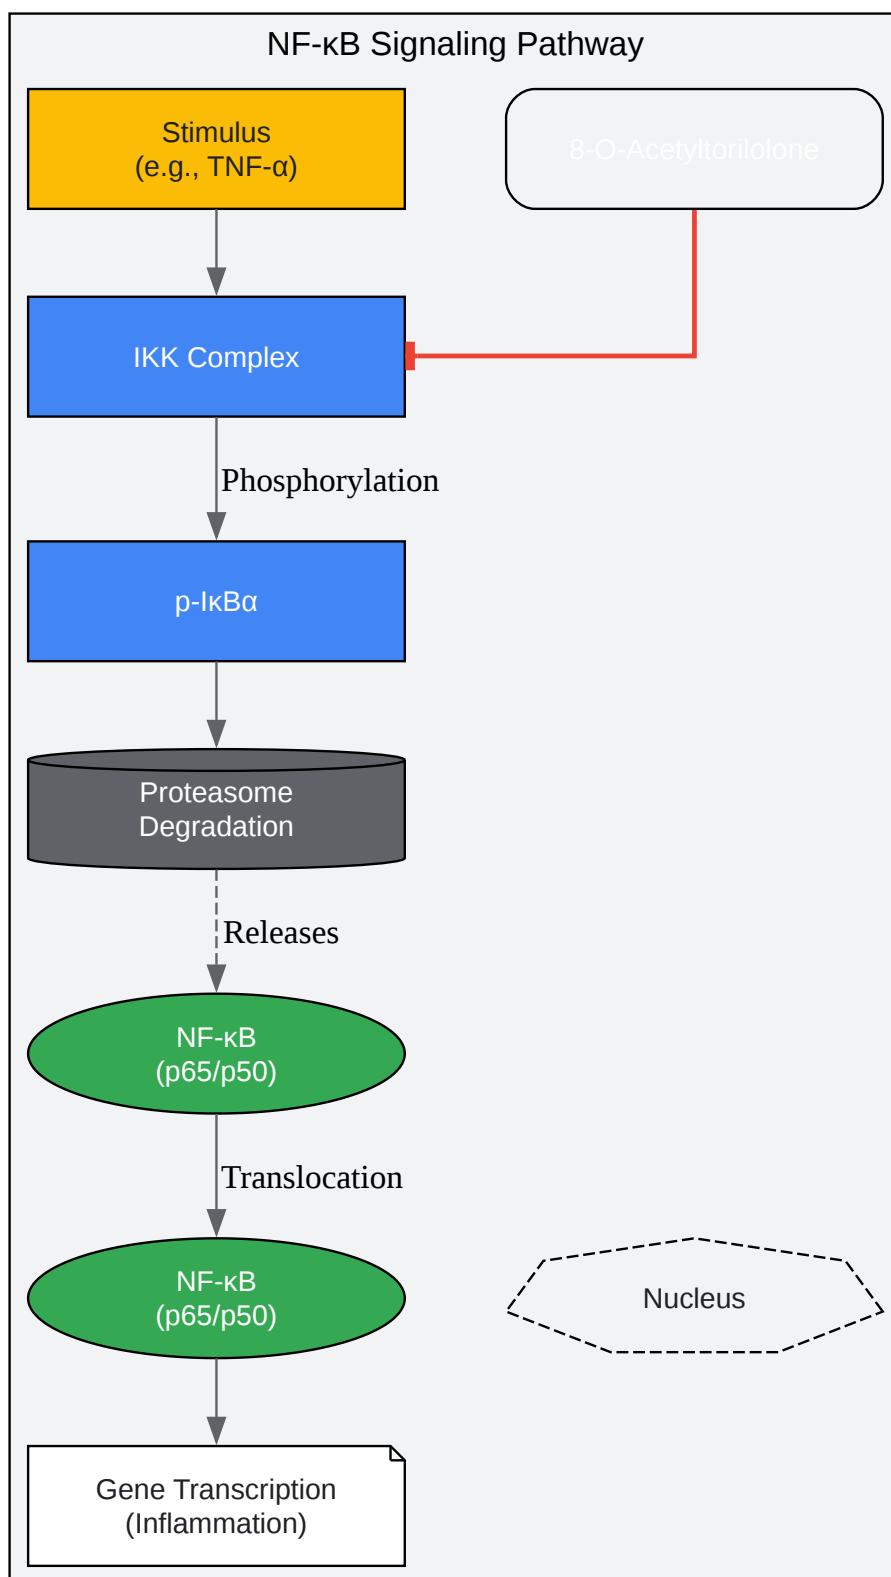 NF-κB Signaling Pathway
Stimulus
(e.g., TNF-α)
8-O-Acetyltorilolone
IKK Complex
Phosphorylation
p-IκBα
Proteasome
Degradation
Releases
NF-κB
(p65/p50)
Translocation
NF-κB
(p65/p50)
Nucleus
Gene Transcription
(Inflammation)